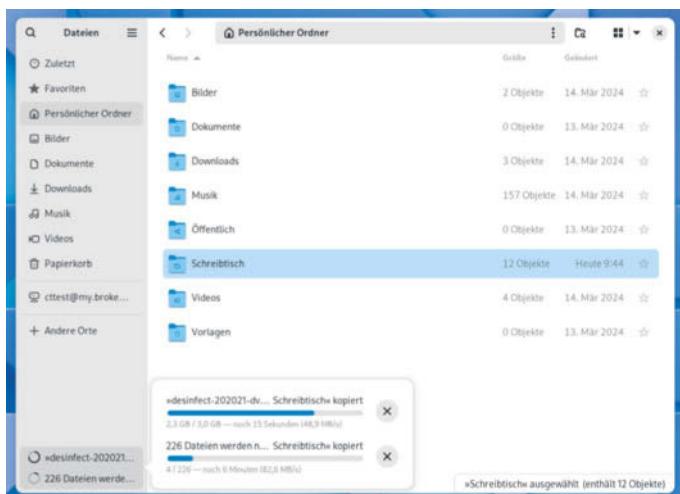 Dateien
Persönlicher Ordner
Zuletzt
Favoriten
Persönlicher Ordner
Bilder
Dokumente
Downloads
Musik
Videos
Papierkorb
cttest@my.broke...
Andere Orte
»desinfect-202021...
226 Dateien werde...
Name Größe Geändert
Bilder 2 Objekte 14. Mär 2024
Dokumente 0 Objekte 13. Mär 2024
Downloads 3 Objekte 14. Mär 2024
Musik 157 Objekte 14. Mär 2024
Öffentlich 0 Objekte 13. Mär 2024
Schreibtisch 12 Objekte Heute 9:44
Videos 4 Objekte 14. Mär 2024
Vorlagen 0 Objekte 13. Mär 2024
»desinfect-202021-dv... Schreibtisch« kopiert
2,3 GB / 3,0 GB — noch 15 Sekunden (48,9 MB/s)
226 Dateien werden n... Schreibtisch« kopiert
4 / 226 — noch 6 Minuten (82,8 MB/s)
»Schreibtisch« ausgewählt (enthält 12 Objekte)